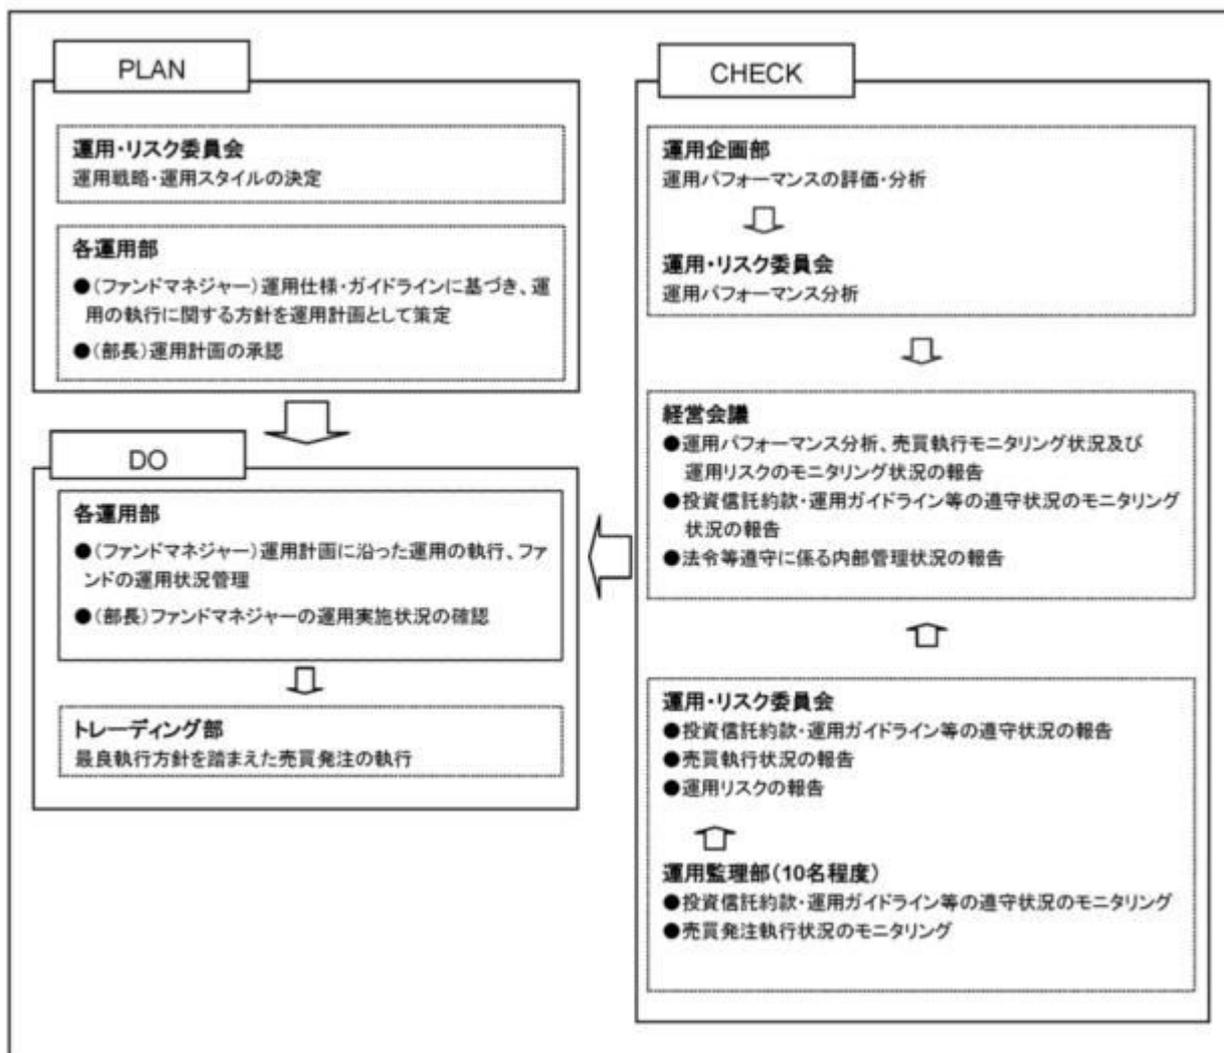 PLAN
運用・リスク委員会
運用戦略・運用スタイルの決定
各運用部
●(ファンドマネジャー)運用仕様・ガイドラインに基づき、運
用の執行に関する方針を運用計画として策定
●(部長)運用計画の承認
DO
各運用部
●(ファンドマネジャー)運用計画に沿った運用の執行、ファ
ンドの運用状況管理
●(部長)ファンドマネジャーの運用実施状況の確認
トレーディング部
最良執行方針を踏まえた売買発注の執行
CHECK
運用企画部
運用パフォーマンスの評価・分析
運用・リスク委員会
運用パフォーマンス分析
経営会議
●運用パフォーマンス分析、売買執行モニタリング状況及び
運用リスクのモニタリング状況の報告
●投資信託約款・運用ガイドライン等の遵守状況のモニタリング
状況の報告
●法令等遵守に係る内部管理状況の報告
運用・リスク委員会
●投資信託約款・運用ガイドライン等の遵守状況の報告
●売買執行状況の報告
●運用リスクの報告
運用監理部(10名程度)
●投資信託約款・運用ガイドライン等の遵守状況のモニタリング
●売買発注執行状況のモニタリング